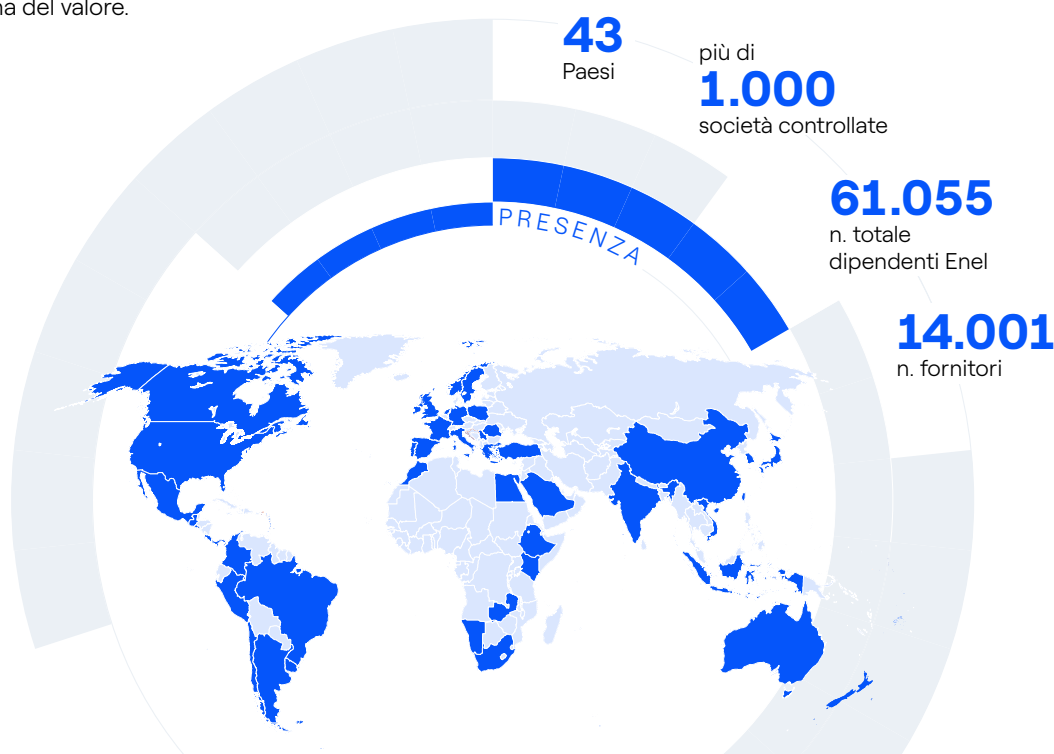 del valore.
43
Paesi
più di
1.000
società controllate
61.055
n. totale
dipendenti Enel
14.001
n. fornitori
PRESENZA